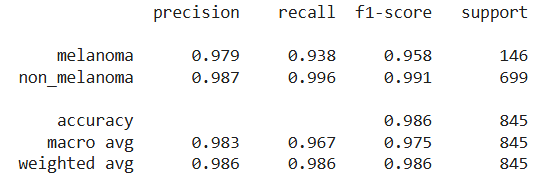 precision recall f1-score support
melanoma 0.979 0.938 0.958 146
non_melanoma 0.987 0.996 0.991 699
accuracy 0.986 845
macro avg 0.983 0.967 0.975 845
weighted avg 0.986 0.986 0.986 845